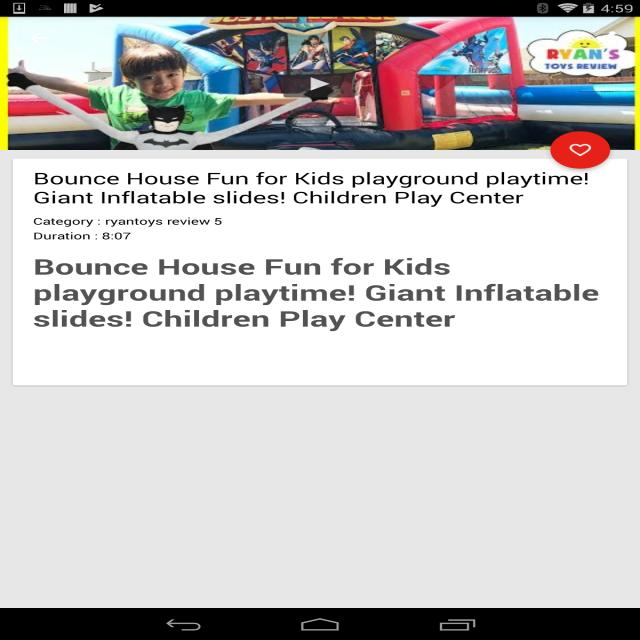 4:59
RYAN'S
TOYS REVIEW
Bounce House Fun for Kids playground playtime!
Giant Inflatable slides! Children Play Center
Category : ryantoys review 5
Duration : 8:07
Bounce House Fun for Kids
playground playtime! Giant Inflatable
slides! Children Play Center